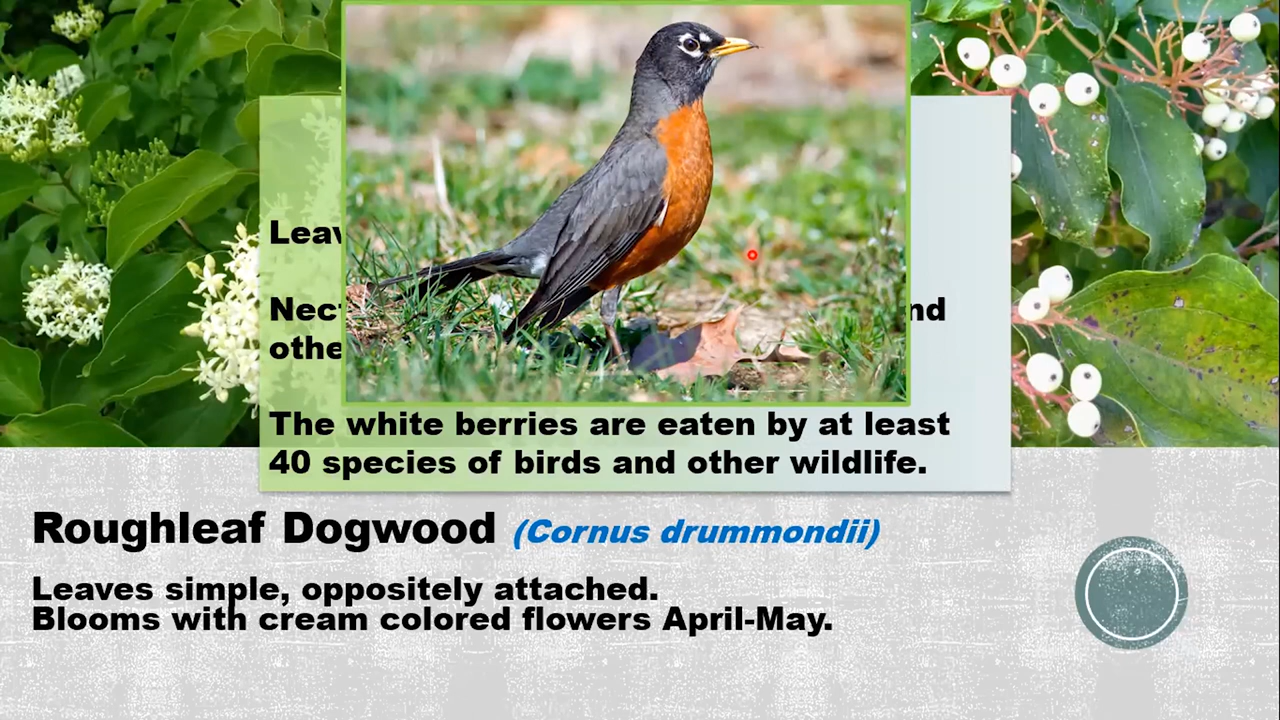 Leav
Nect nd
othe
The white berries are eaten by at least
40 species of birds and other wildlife.
Roughleaf Dogwood (Cornus drummondii)
Leaves simple, oppositely attached.
Blooms with cream colored flowers April-May.